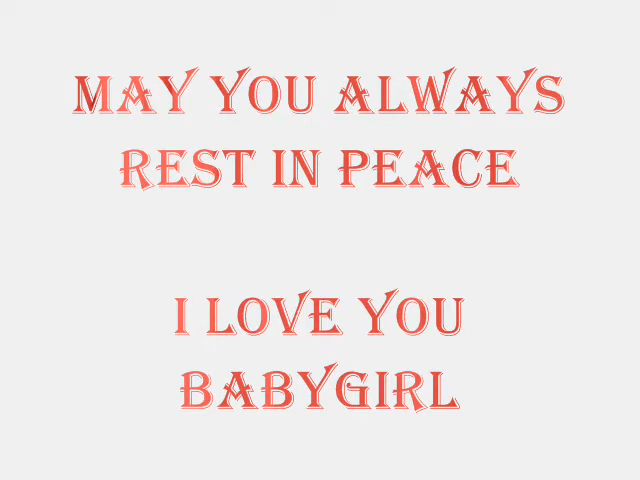 MAY YOU ALWAYS
REST IN PEACE
I LOVE YOU
BABYGIRL